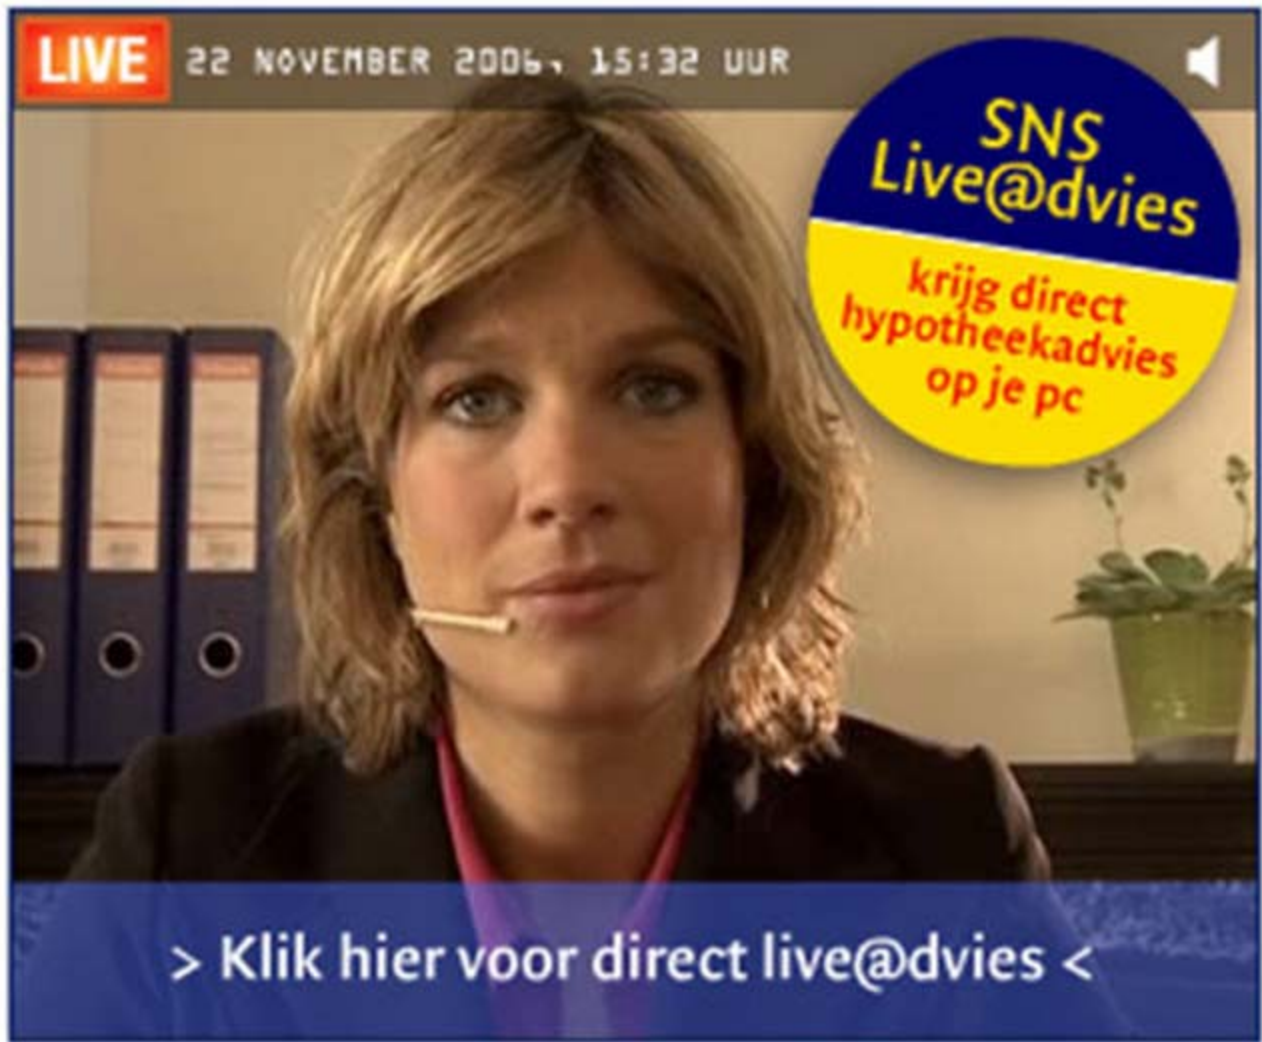 LIVE 22 NOVEMBER 2006, 15:32 UUR
SNS
Live@dvies
krijg direct
hypotheekadvies
op je pc
> Klik hier voor direct live@dvies <